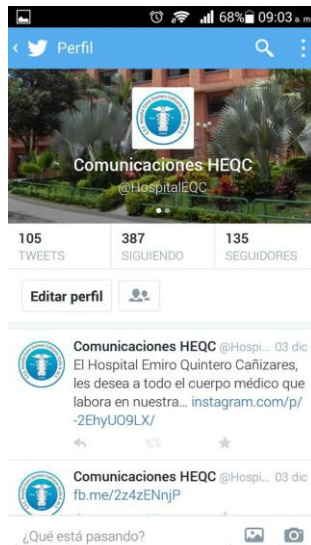 68% 09:03 a. m.
Perfil
Comunicaciones HEQC
@HospitalEQC
105
TWEETS
387
SIGUIENDO
135
SEGUIDORES
Editar perfil
Comunicaciones HEQC @Hospi... 03 dic
El Hospital Emiro Quintero Cañizares,
les desea a todo el cuerpo médico que
labora en nuestra... instagram.com/p/
-2EhyUO9LX/
Comunicaciones HEQC @Hospi... 03 dic
fb.me/2z4zENnjP
¿Qué está pasando?